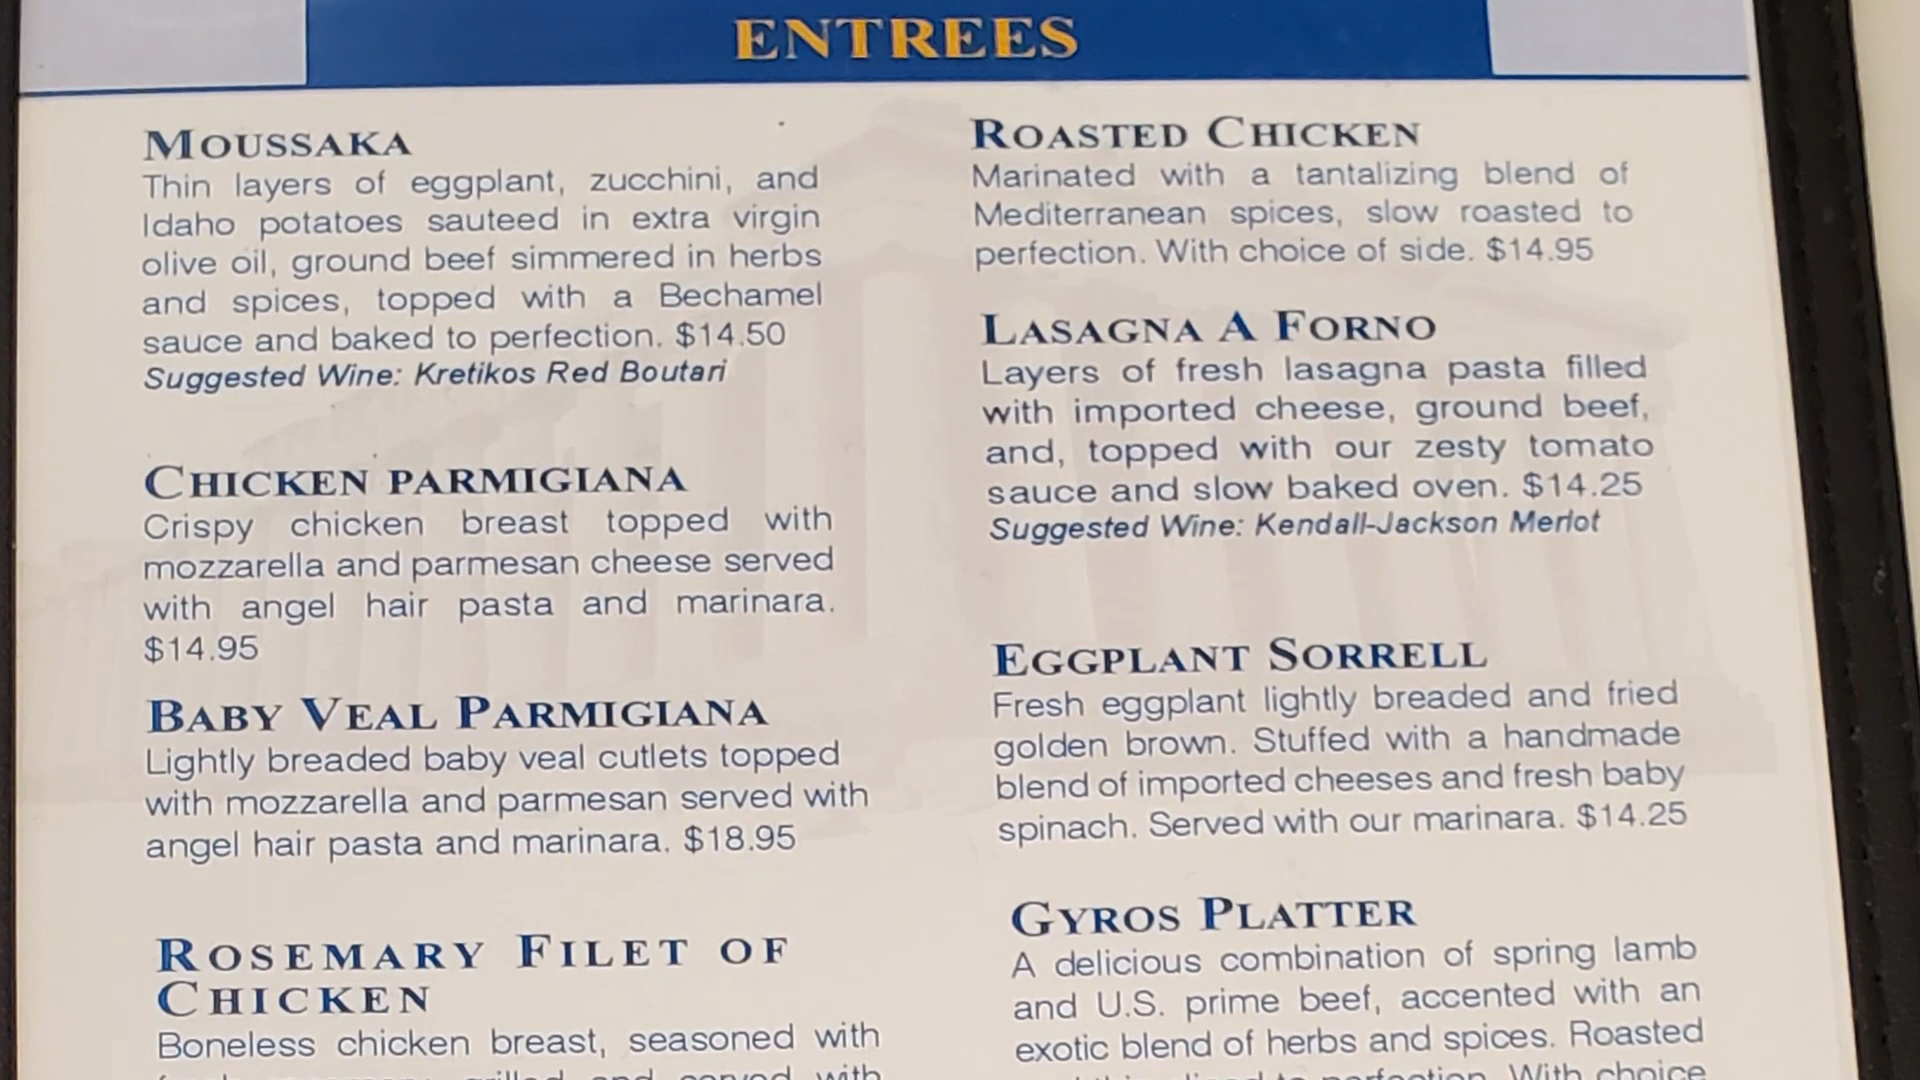 ENTREES
MOUSSAKA
Thin layers of eggplant, zucchini, and
Idaho potatoes sauteed in extra virgin
olive oil, ground beef simmered in herbs
and spices, topped with a Bechamel
sauce and baked to perfection. $14.50
Suggested Wine: Kretikos Red Boutari
CHICKEN PARMIGIANA
Crispy chicken breast topped with
mozzarella and parmesan cheese served
with angel hair pasta and marinara.
$14.95
BABY VEAL PARMIGIANA
Lightly breaded baby veal cutlets topped
with mozzarella and parmesan served with
angel hair pasta and marinara. $18.95
ROSEMARY FILET OF
CHICKEN
Boneless chicken breast, seasoned with
grilled and served with
ROASTED CHICKEN
Marinated with a tantalizing blend of
Mediterranean spices, slow roasted to
perfection. With choice of side. $14.95
LASAGNA A FORNO
Layers of fresh lasagna pasta filled
with imported cheese, ground beef,
and, topped with our zesty tomato
sauce and slow baked oven. $14.25
Suggested Wine: Kendall-Jackson Merlot
EGGPLANT SORRELL
Fresh eggplant lightly breaded and fried
golden brown. Stuffed with a handmade
blend of imported cheeses and fresh baby
spinach. Served with our marinara. $14.25
GYROS PLATTER
A delicious combination of spring lamb
and U.S. prime beef, accented with an
exotic blend of herbs and spices. Roasted
to perfection. With choice